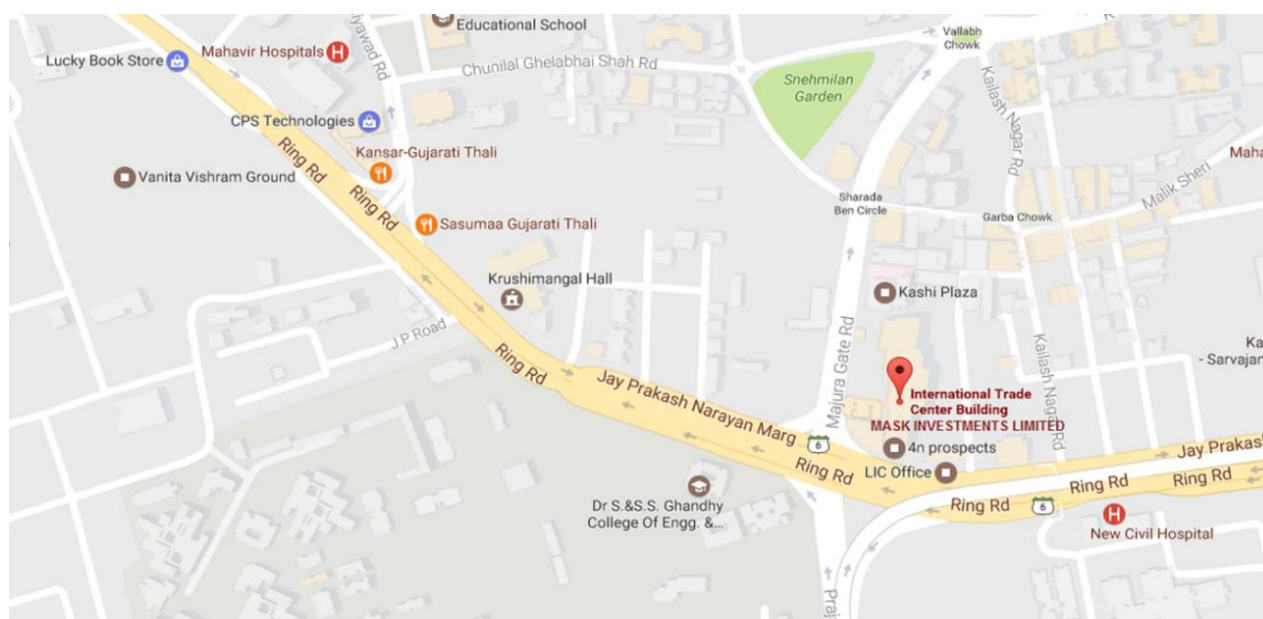 Educational School
Mahavir Hospitals
H
Lucky Book Store
Chunilal Ghelabhai Shah Rd
Vallabh
Chowk
Snehmilan
Garden
Kailash Nagar Rd
CPS Technologies
Ring Rd
Kansar-Gujarati Thali
Vanita Vishram Ground
Ring Rd
Maha
Malik Sheri
Sharada
Ben Circle
Garba Chowk
Sasumaa Gujarati Thali
Krushimangal Hall
Kashi Plaza
J P Road
Majura Gate Rd
Kailash Nagar Rd
Ka
- Sarvajan
Ring Rd
Jay Prakash Narayan Marg
International Trade
Center Building
MASK INVESTMENTS LIMITED
6
4n prospects
Jay Prakash
Ring Rd
LIC Office
Ring Rd
Ring Rd
Ring Rd
6
Dr S.&S.S. Ghandhy
College Of Engg. &...
H
New Civil Hospital
Praj